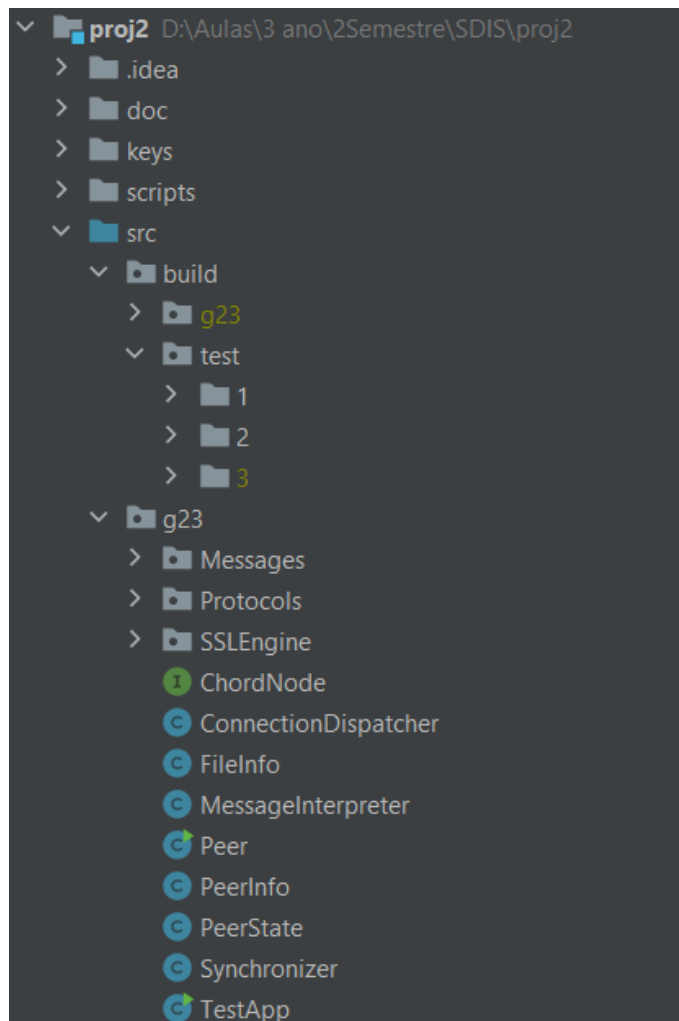 proj2 D:\Aulas\3 ano\2Semestre\SDIS\proj2
.idea
doc
keys
scripts
src
build
g23
test
1
2
3
g23
Messages
Protocols
SSLEngine
I ChordNode
C ConnectionDispatcher
C FileInfo
C MessageInterpreter
C Peer
C PeerInfo
C PeerState
C Synchronizer
C TestApp